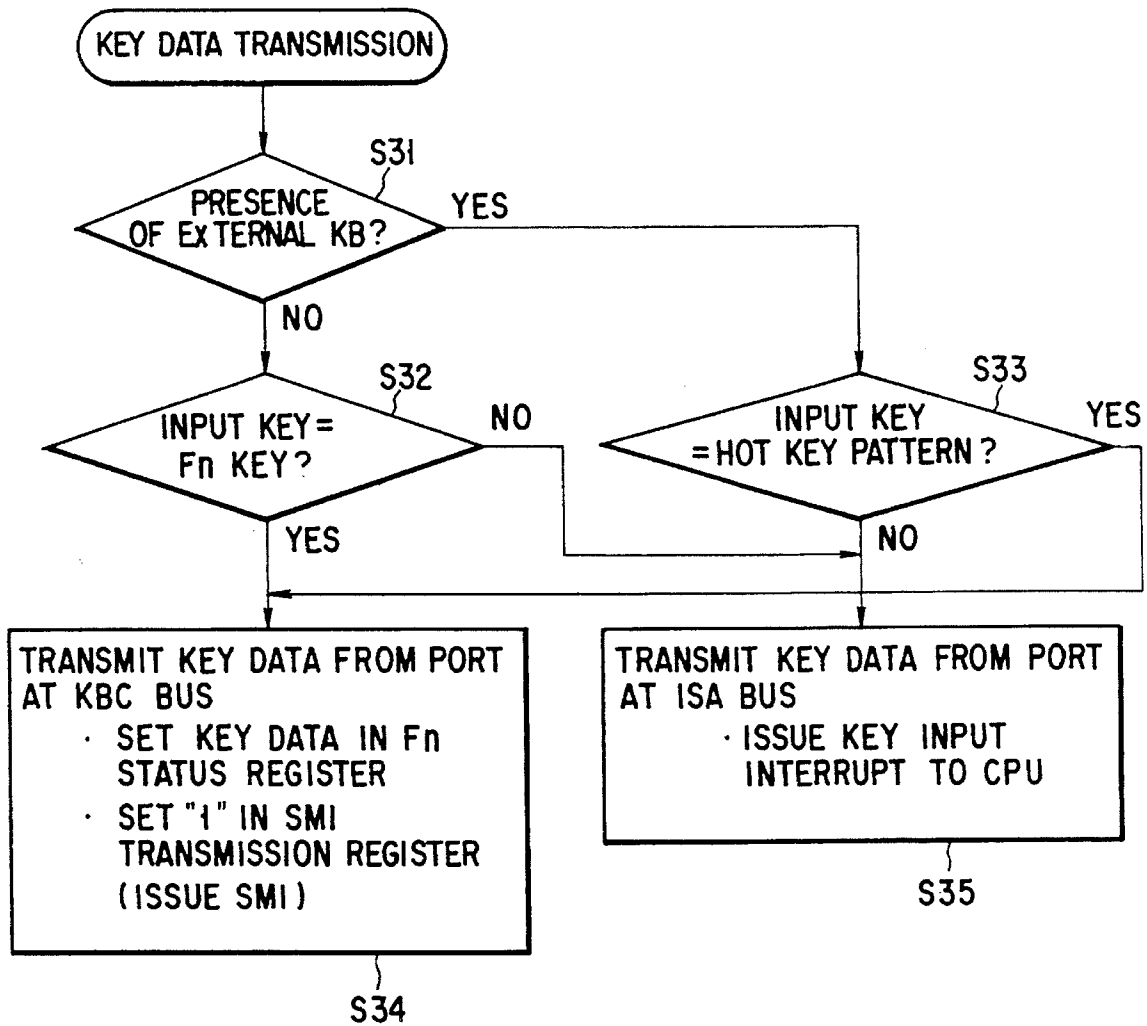 KEY DATA TRANSMISSION
S31
PRESENCE
OF EXTERNAL KB?
YES
NO
S32
INPUT KEY=
Fn KEY?
NO
YES
S33
INPUT KEY
=HOT KEY PATTERN?
YES
NO
TRANSMIT KEY DATA FROM PORT
AT KBC BUS
· SET KEY DATA IN Fn
STATUS REGISTER
· SET "1" IN SMI
TRANSMISSION REGISTER
(ISSUE SMI)
S34
TRANSMIT KEY DATA FROM PORT
AT ISA BUS
· ISSUE KEY INPUT
INTERRUPT TO CPU
S35